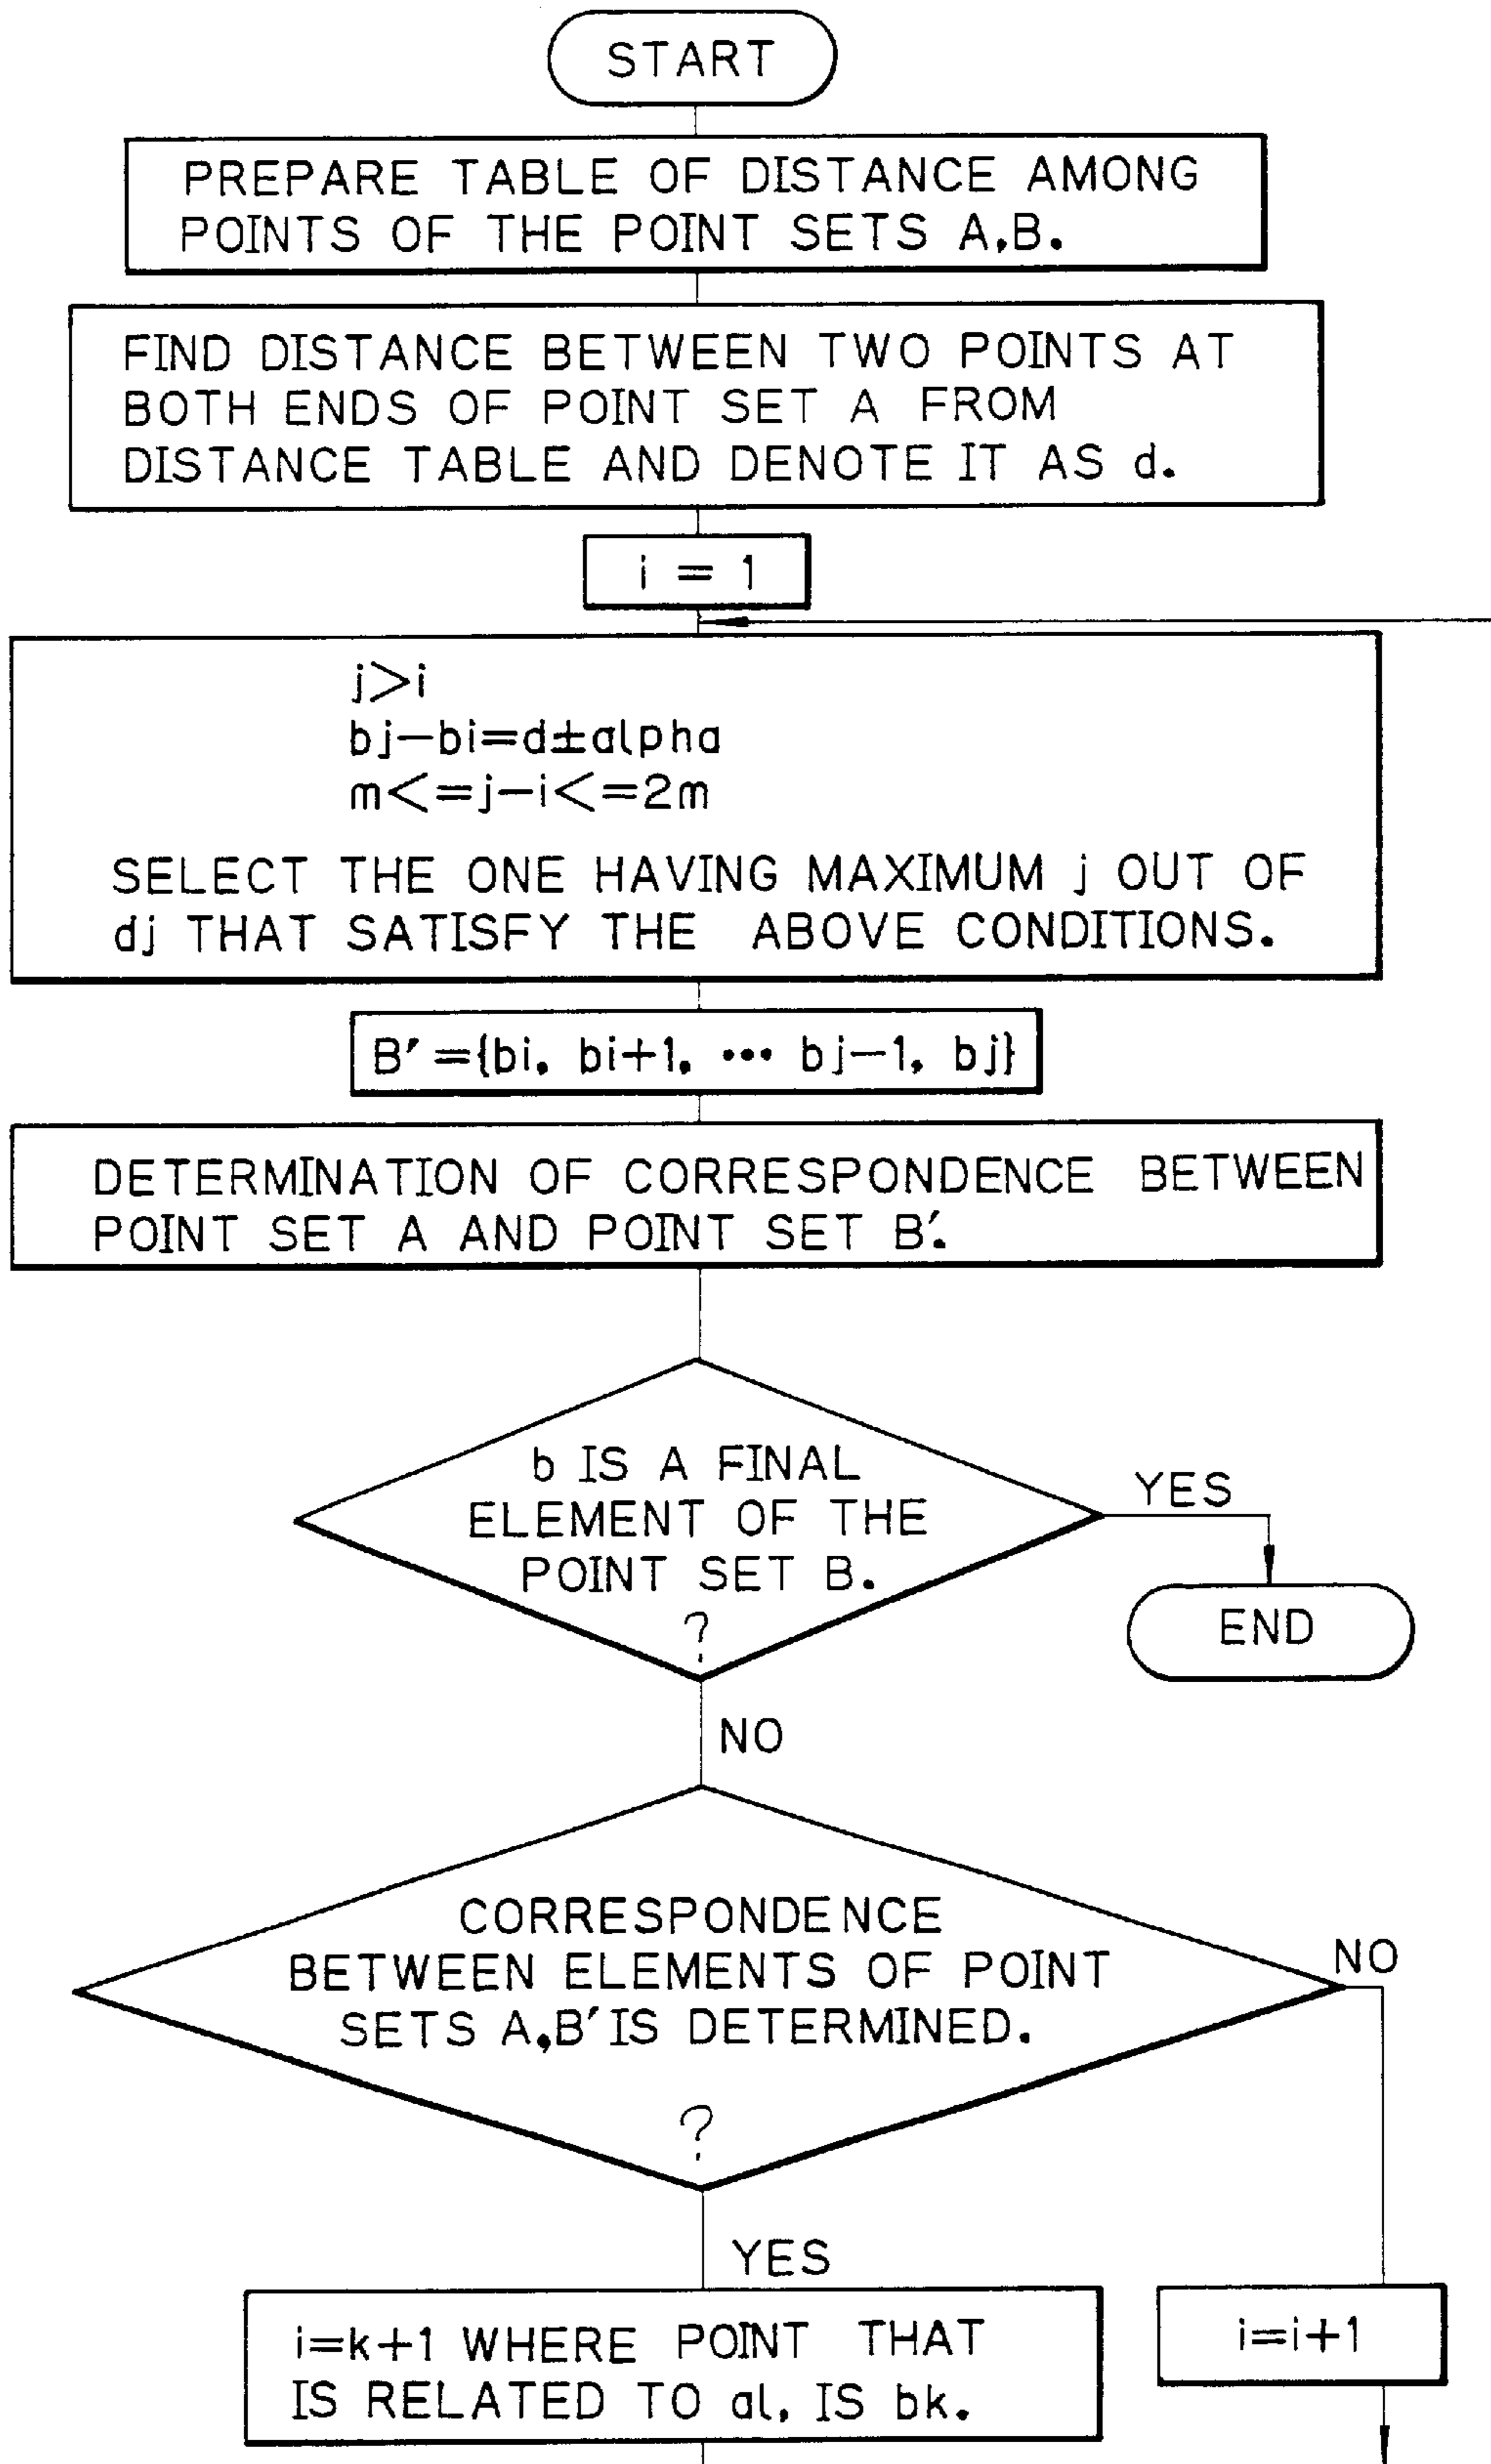 START
PREPARE TABLE OF DISTANCE AMONG
POINTS OF THE POINT SETS A,B.
FIND DISTANCE BETWEEN TWO POINTS AT
BOTH ENDS OF POINT SET A FROM
DISTANCE TABLE AND DENOTE IT AS d.
i = 1
j>i
bj-bi=d±alpha
m<=j-i<=2m
SELECT THE ONE HAVING MAXIMUM j OUT OF
dj THAT SATISFY THE ABOVE CONDITIONS.
B'={bi, bi+1, ••• bj-1, bj}
DETERMINATION OF CORRESPONDENCE BETWEEN
POINT SET A AND POINT SET B'.
b IS A FINAL
ELEMENT OF THE
POINT SET B.
?
YES
END
NO
CORRESPONDENCE
BETWEEN ELEMENTS OF POINT
SETS A,B' IS DETERMINED.
?
NO
YES
i=k+1 WHERE POINT THAT
IS RELATED TO al, IS bk.
i=i+1